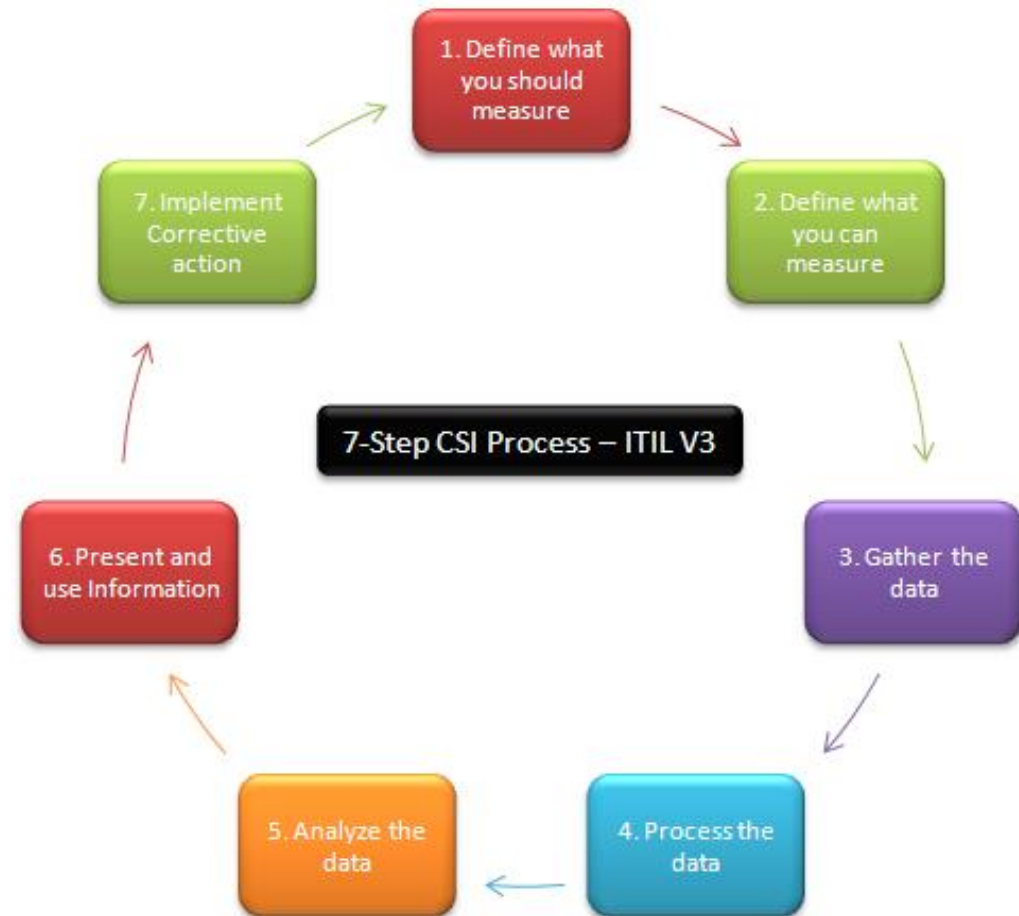 1. Define what
you should
measure
2. Define what
you can
measure
3. Gather the
data
4. Process the
data
5. Analyze the
data
6. Present and
use Information
7. Implement
Corrective
action
7-Step CSI Process – ITIL V3